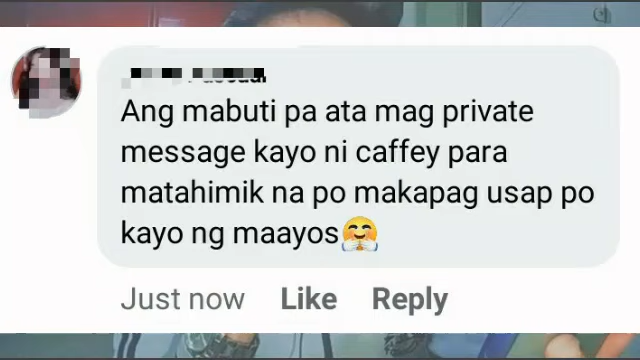 Ang mabuti pa ata mag private
message kayo ni caffey para
matahimik na po makapag usap po
kayo ng maayos🤗
Just now Like Reply